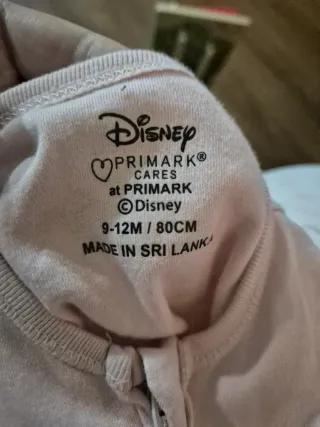 Disney
PRIMARK®
CARES
at PRIMARK
©Disney
9-12M / 80CM
MADE IN SRI LANKA